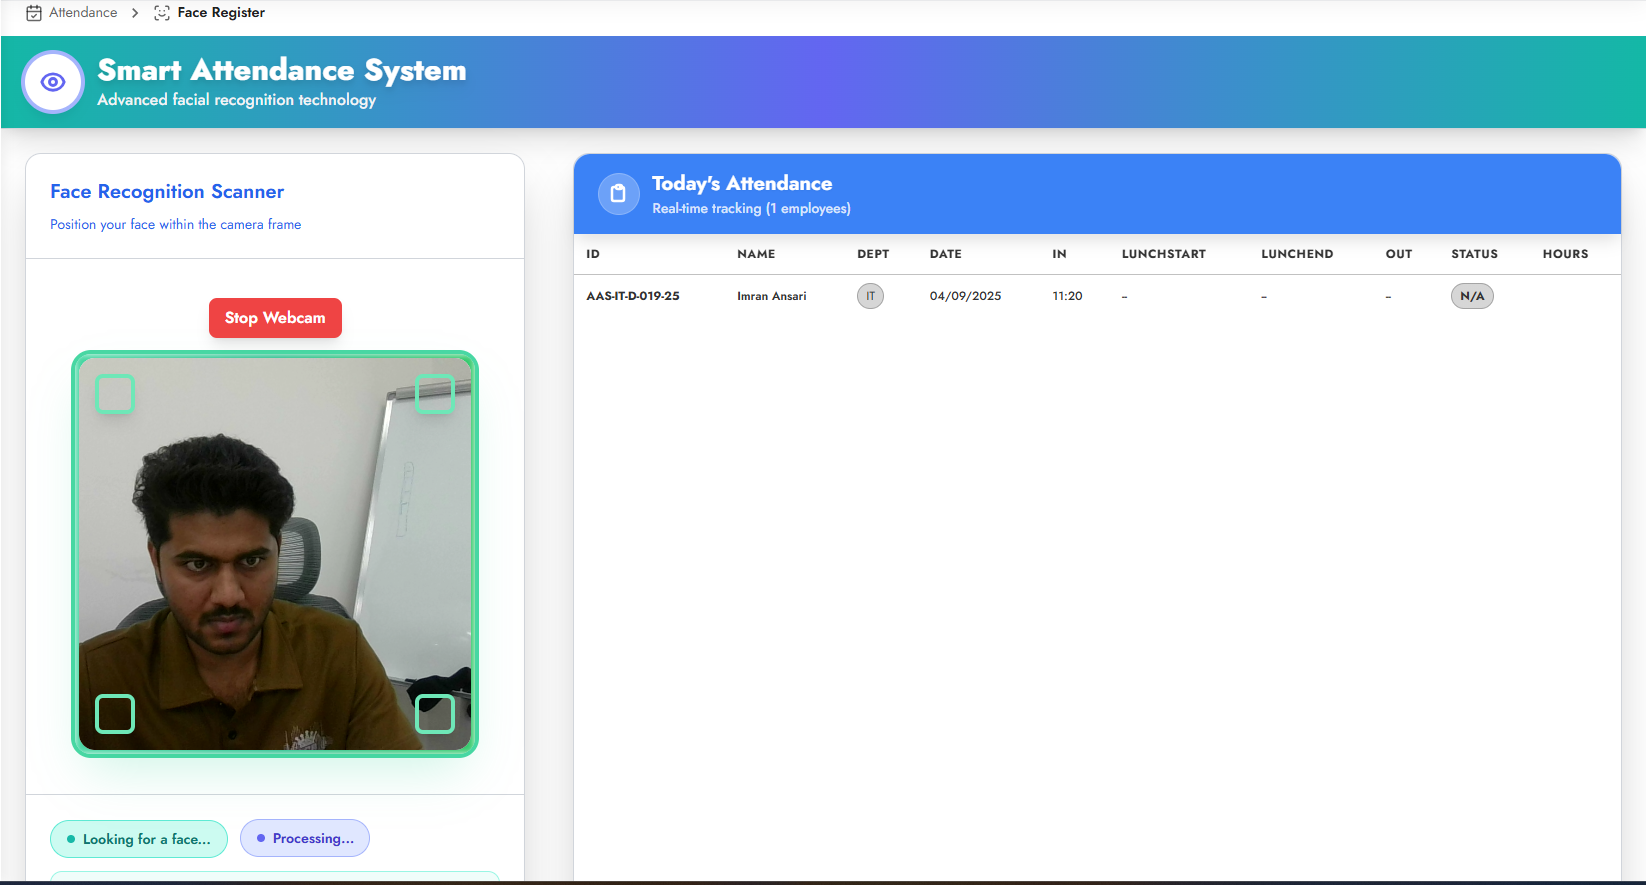 Attendance > Face Register
Smart Attendance System
Advanced facial recognition technology
Face Recognition Scanner
Position your face within the camera frame
Stop Webcam
Looking for a face...
Processing...
Today's Attendance
Real-time tracking (1 employees)
ID NAME DEPT DATE IN LUNCHSTART LUNCHEND OUT STATUS HOURS
AAS-IT-D-019-25 Imran Ansari IT 04/09/2025 11:20 -- -- -- N/A